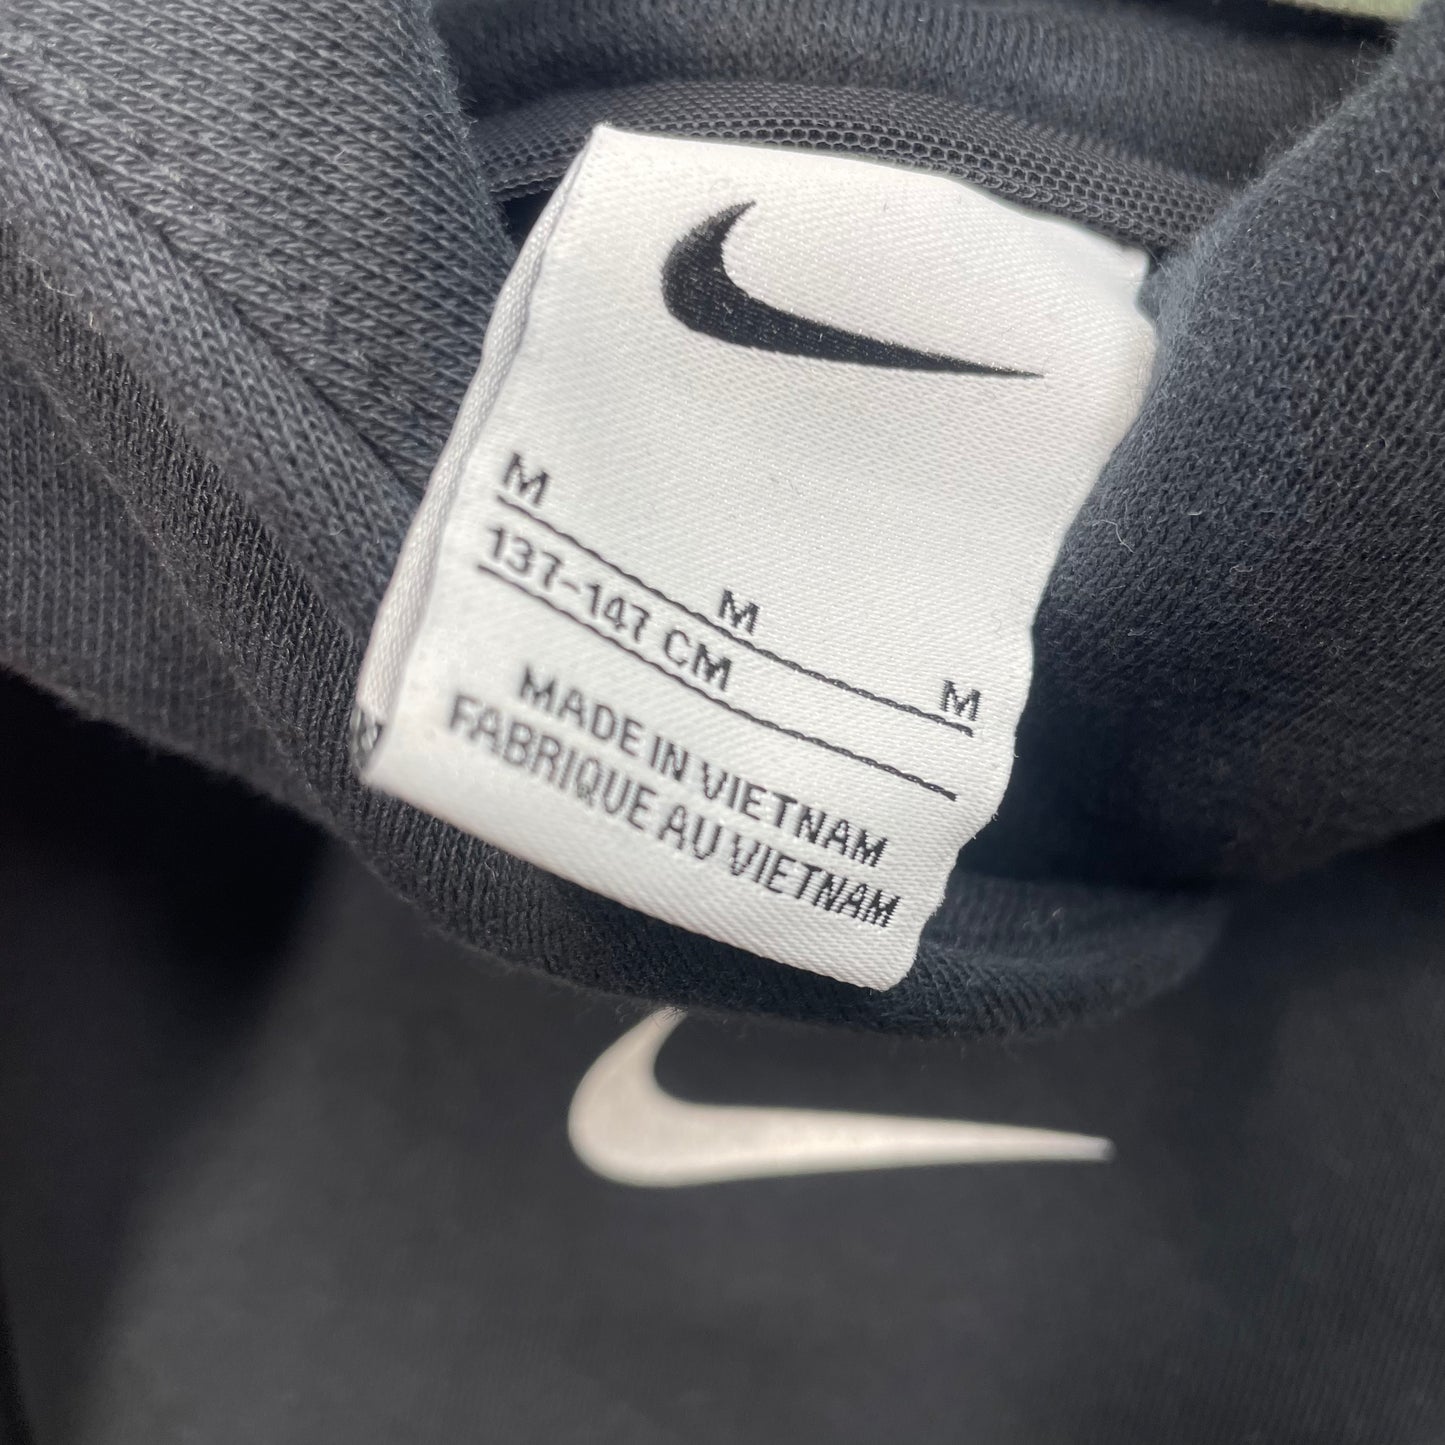 M
M
M
137-147 CM
MADE IN VIETNAM
FABRIQUE AU VIETNAM